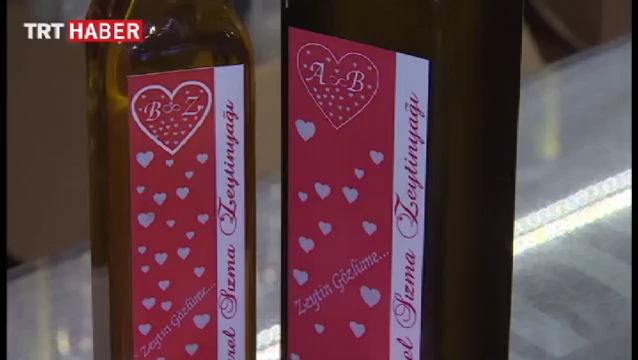 TRT HABER
B∞Z
Zeytin Gözlüme...
Sızma Zeytinyağı
A∞B
Zeytin Gözlüme...
Sızma Zeytinyağı